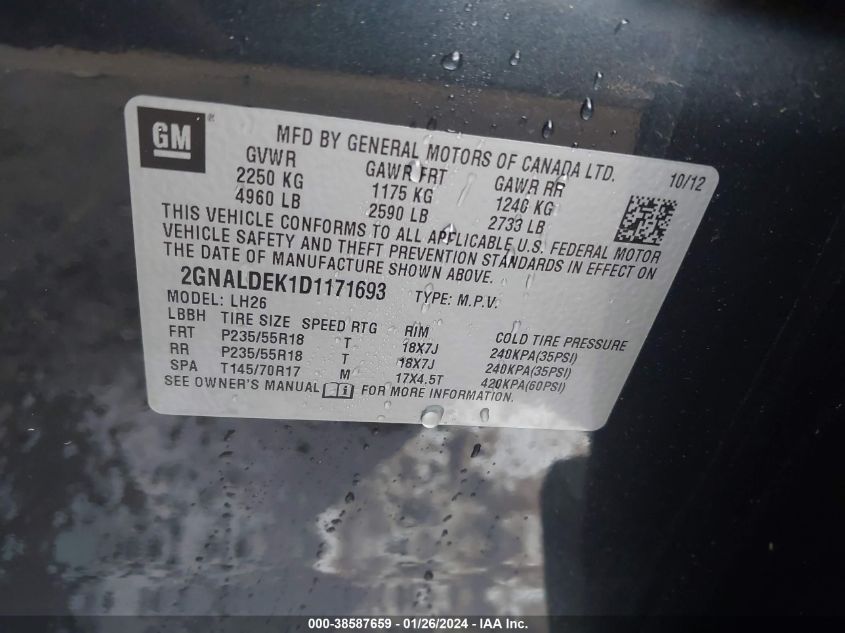 GM ®
MFD BY GENERAL MOTORS OF CANADA LTD. 10/12
GVWR GAWR FRT GAWR RR
2250 KG 1175 KG 1240 KG
4960 LB 2590 LB 2733 LB
THIS VEHICLE CONFORMS TO ALL APPLICABLE U.S. FEDERAL MOTOR
VEHICLE SAFETY AND THEFT PREVENTION STANDARDS IN EFFECT ON
THE DATE OF MANUFACTURE SHOWN ABOVE.
2GNALDEK1D1171693 TYPE: M.P.V.
MODEL: LH26
LBBH TIRE SIZE SPEED RTG RIM COLD TIRE PRESSURE
FRT P235/55R18 T 18X7J 240KPA(35PSI)
RR P235/55R18 T 18X7J 240KPA(35PSI)
SPA T145/70R17 M 17X4.5T 420KPA(60PSI)
SEE OWNER'S MANUAL i FOR MORE INFORMATION.
000-38587659 - 01/26/2024 - IAA Inc.